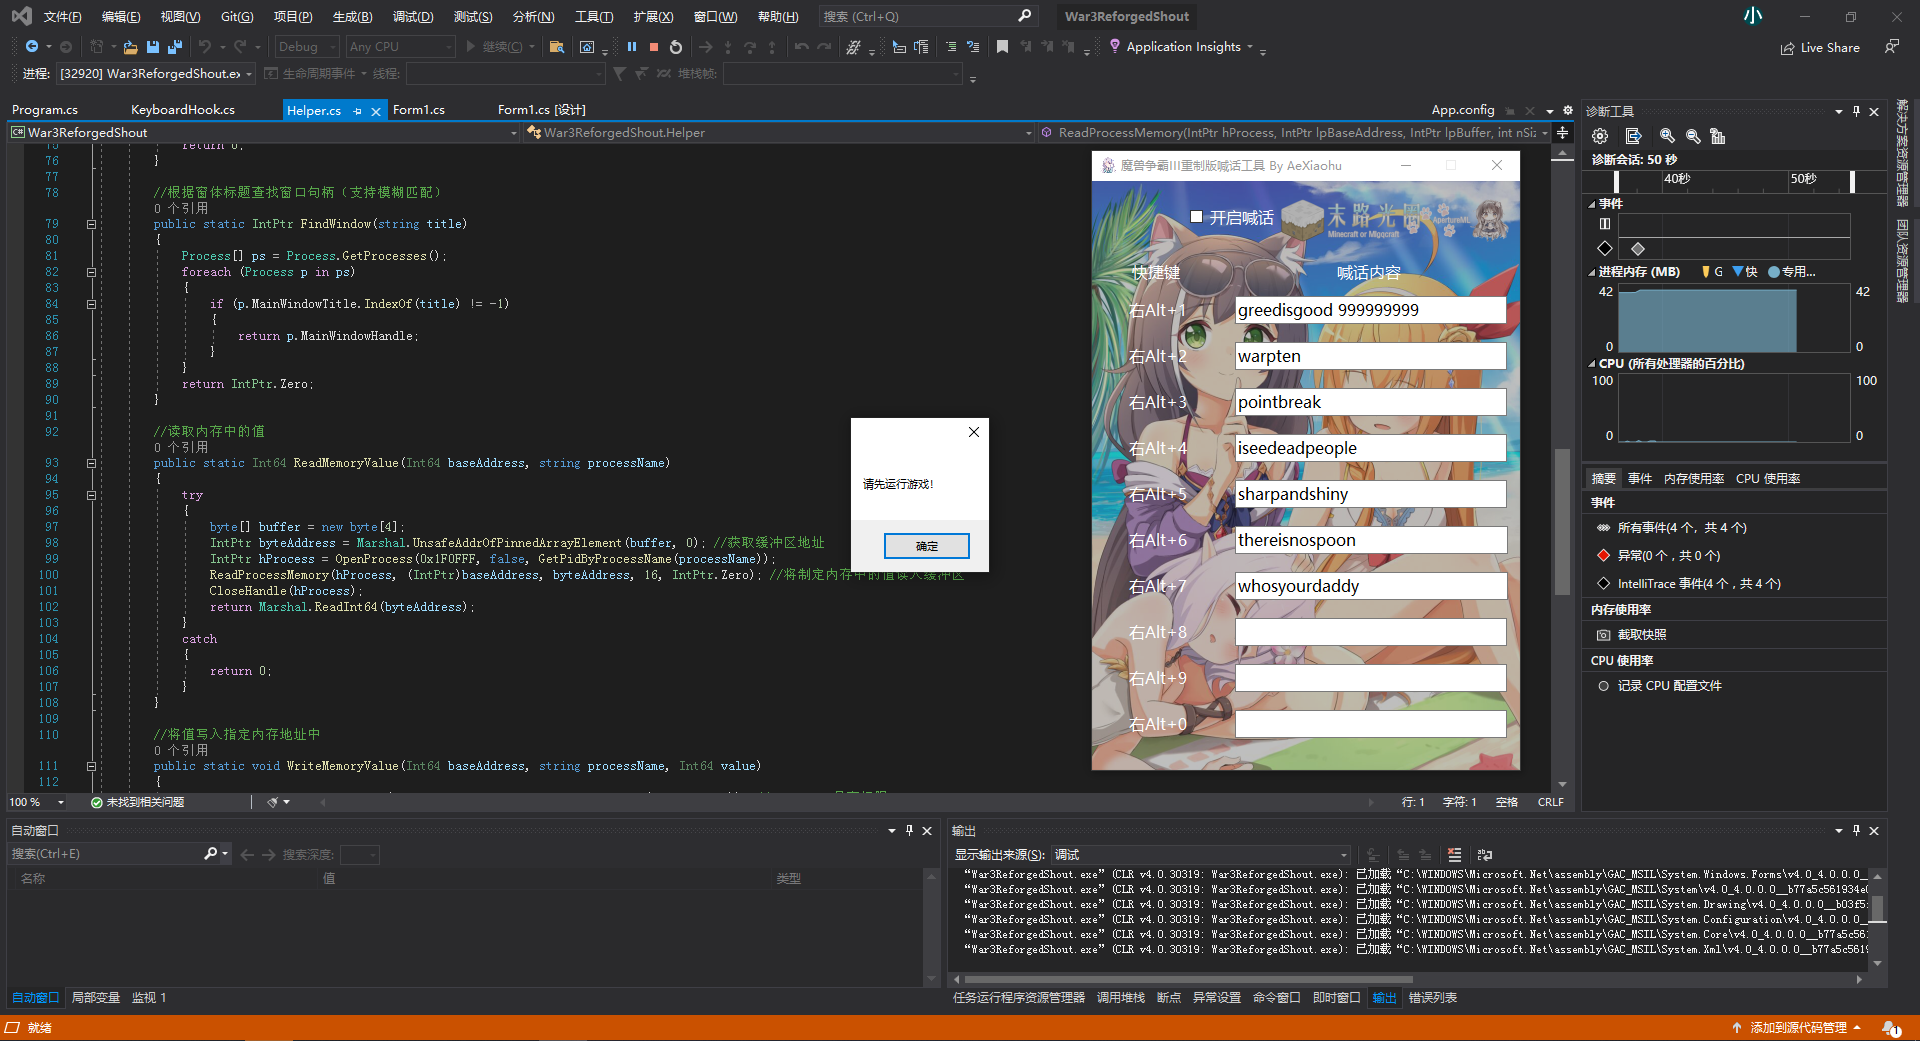 文件(F) 编辑(E) 视图(V) Git(G) 项目(P) 生成(B) 调试(D) 测试(S) 分析(N) 工具(T) 扩展(X) 窗口(W) 帮助(H) 搜索 (Ctrl+Q) War3ReforgedShout 小
Debug Any CPU 继续(C) Application Insights Live Share
进程: [32920] War3ReforgedShout.ex 生命周期事件 线程: 堆栈帧:
Program.cs KeyboardHook.cs Helper.cs Form1.cs Form1.cs [设计] App.config
War3ReforgedShout War3ReforgedShout.Helper ReadProcessMemory(IntPtr hProcess, IntPtr lpBaseAddress, IntPtr lpBuffer, int nSiz
75 return 0;
76 }
77
78 //根据窗体标题查找窗口句柄（支持模糊匹配）
0 个引用
79 public static IntPtr FindWindow(string title)
80 {
81 Process[] ps = Process.GetProcesses();
82 foreach (Process p in ps)
83 {
84 if (p.MainWindowTitle.IndexOf(title) != -1)
85 {
86 return p.MainWindowHandle;
87 }
88 }
89 return IntPtr.Zero;
90 }
91
92 //读取内存中的值
0 个引用
93 public static Int64 ReadMemoryValue(Int64 baseAddress, string processName)
94 {
95 try
96 {
97 byte[] buffer = new byte[4];
98 IntPtr byteAddress = Marshal.UnsafeAddrOfPinnedArrayElement(buffer, 0); //获取缓冲区地址
99 IntPtr hProcess = OpenProcess(0x1F0FFF, false, GetPidByProcessName(processName));
100 ReadProcessMemory(hProcess, (IntPtr)baseAddress, byteAddress, 16, IntPtr.Zero); //将制定内存中的值读入缓冲区
101 CloseHandle(hProcess);
102 return Marshal.ReadInt64(byteAddress);
103 }
104 catch
105 {
106 return 0;
107 }
108 }
109
110 //将值写入指定内存地址中
0 个引用
111 public static void WriteMemoryValue(Int64 baseAddress, string processName, Int64 value)
112 {
100 % 未找到相关问题 行: 1 字符: 1 空格 CRLF
请先运行游戏!
确定
魔兽争霸III重制版喊话工具 By AeXiaohu
开启喊话 末路光圈 ApertureML
Minecraft or Miqqcraft
快捷键 喊话内容
右Alt+1 greedisgood 999999999
右Alt+2 warpten
右Alt+3 pointbreak
右Alt+4 iseedeadpeople
右Alt+5 sharpandshiny
右Alt+6 thereisnospoon
右Alt+7 whosyourdaddy
右Alt+8
右Alt+9
右Alt+0
诊断工具
诊断会话: 50 秒
40秒 50秒
事件
进程内存 (MB) G 快 专用...
42 42
0 0
CPU (所有处理器的百分比)
100 100
0 0
摘要 事件 内存使用率 CPU 使用率
事件
所有事件(4 个，共 4 个)
异常(0 个，共 0 个)
IntelliTrace 事件(4 个，共 4 个)
内存使用率
截取快照
CPU 使用率
记录 CPU 配置文件
解决方案资源管理器
团队资源管理器
自动窗口
搜索(Ctrl+E) 搜索深度:
名称 值 类型
自动窗口 局部变量 监视 1
输出
显示输出来源(S): 调试
“War3ReforgedShout.exe” (CLR v4.0.30319: War3ReforgedShout.exe): 已加载 “C:\WINDOWS\Microsoft.Net\assembly\GAC_MSIL\System.Windows.Forms\v4.0_4.0.0.0__
“War3ReforgedShout.exe” (CLR v4.0.30319: War3ReforgedShout.exe): 已加载 “C:\WINDOWS\Microsoft.Net\assembly\GAC_MSIL\System\v4.0_4.0.0.0__b77a5c561934e0
“War3ReforgedShout.exe” (CLR v4.0.30319: War3ReforgedShout.exe): 已加载 “C:\WINDOWS\Microsoft.Net\assembly\GAC_MSIL\System.Drawing\v4.0_4.0.0.0__b03f5f
“War3ReforgedShout.exe” (CLR v4.0.30319: War3ReforgedShout.exe): 已加载 “C:\WINDOWS\Microsoft.Net\assembly\GAC_MSIL\System.Configuration\v4.0_4.0.0.0__
“War3ReforgedShout.exe” (CLR v4.0.30319: War3ReforgedShout.exe): 已加载 “C:\WINDOWS\Microsoft.Net\assembly\GAC_MSIL\System.Core\v4.0_4.0.0.0__b77a5c561
“War3ReforgedShout.exe” (CLR v4.0.30319: War3ReforgedShout.exe): 已加载 “C:\WINDOWS\Microsoft.Net\assembly\GAC_MSIL\System.Xml\v4.0_4.0.0.0__b77a5c5619
任务运行程序资源管理器 调用堆栈 断点 异常设置 命令窗口 即时窗口 输出 错误列表
就绪 添加到源代码管理 1